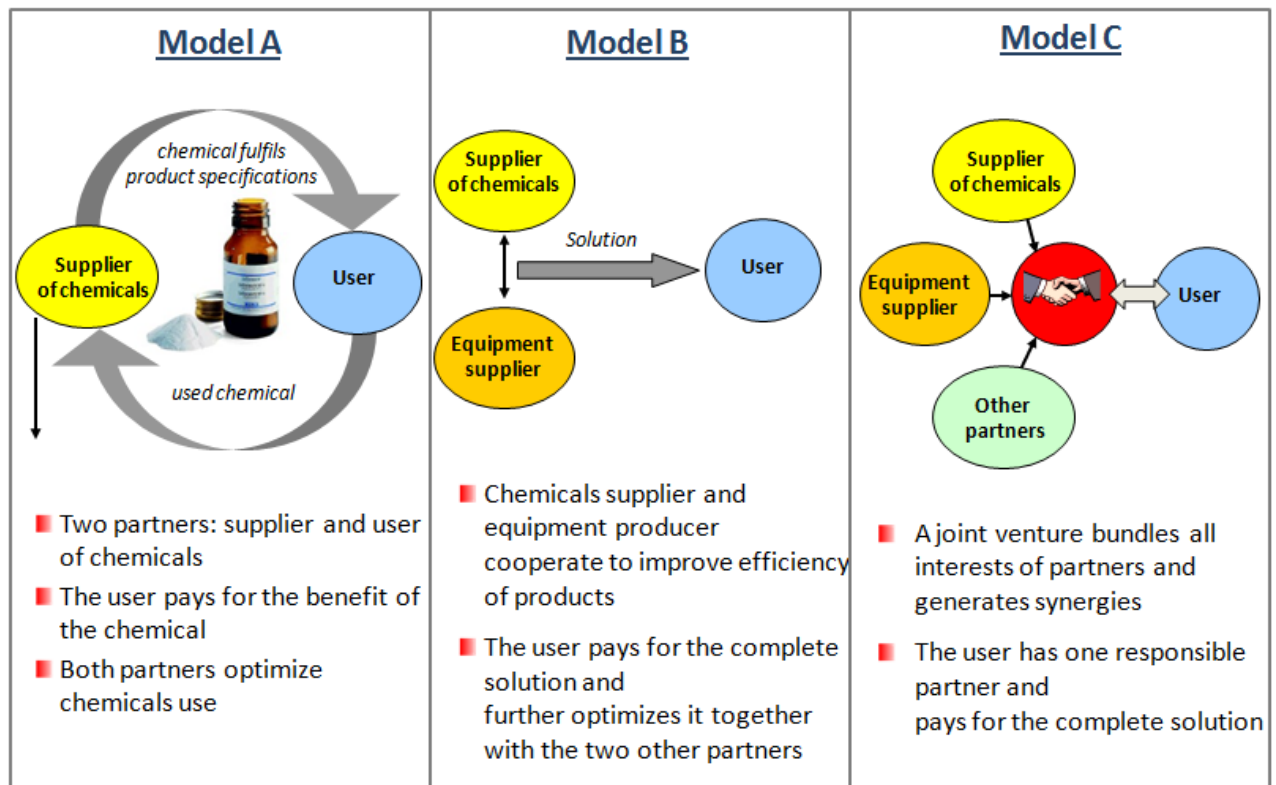 Model A
chemical fulfils
product specifications
Supplier
of chemicals
User
used chemical
Two partners: supplier and user
of chemicals
The user pays for the benefit of
the chemical
Both partners optimize
chemicals use
Model B
Supplier
of chemicals
Solution
User
Equipment
supplier
Chemicals supplier and
equipment producer
cooperate to improve efficiency
of products
The user pays for the complete
solution and
further optimizes it together
with the two other partners
Model C
Supplier
of chemicals
Equipment
supplier
User
Other
partners
A joint venture bundles all
interests of partners and
generates synergies
The user has one responsible
partner and
pays for the complete solution